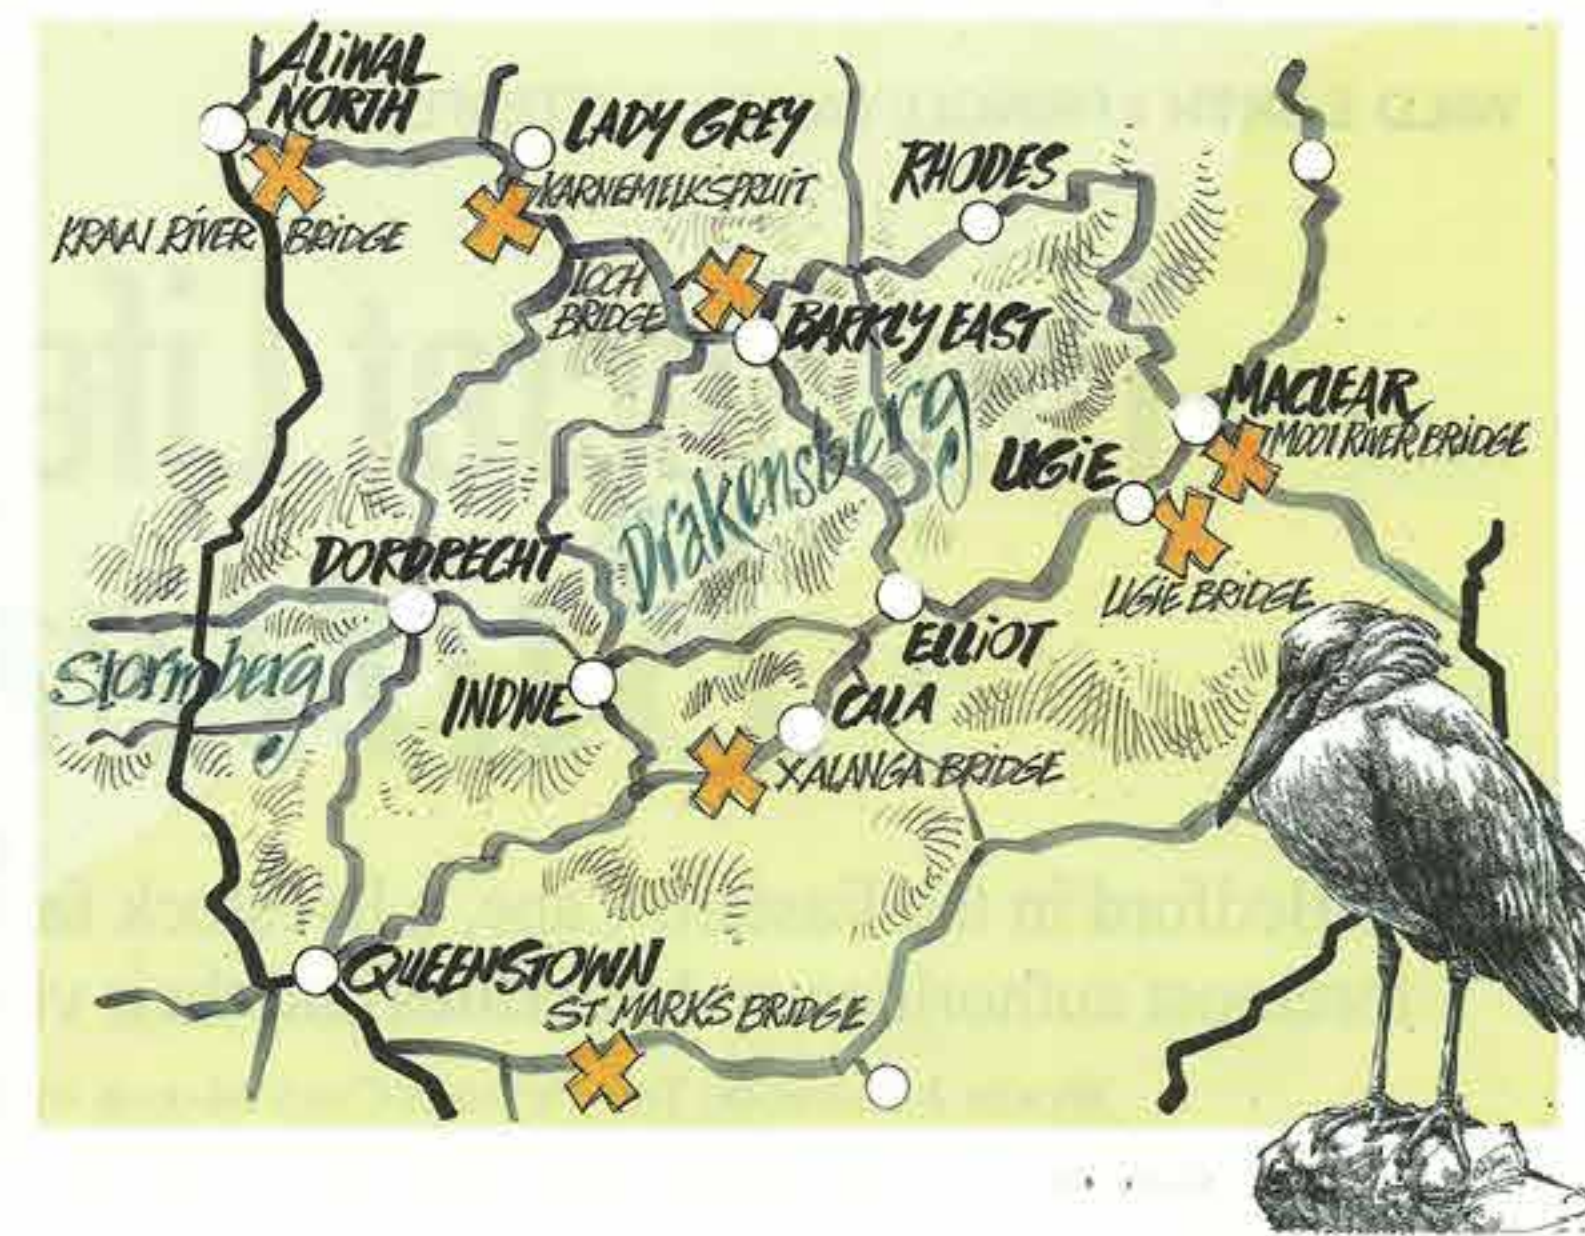 ALIWAL
NORTH
LADY GREY
KARNEMELKSPRUIT
RHODES
KRAAI RIVER BRIDGE
LOCH
BRIDGE
BARKLY EAST
MACLEAR
MOOI RIVER BRIDGE
UGIE
Drakensberg
DORDRECHT
UGIE BRIDGE
ELLIOT
Stormberg
INDWE
CALA
XALANGA BRIDGE
QUEENSTOWN
ST MARK'S BRIDGE